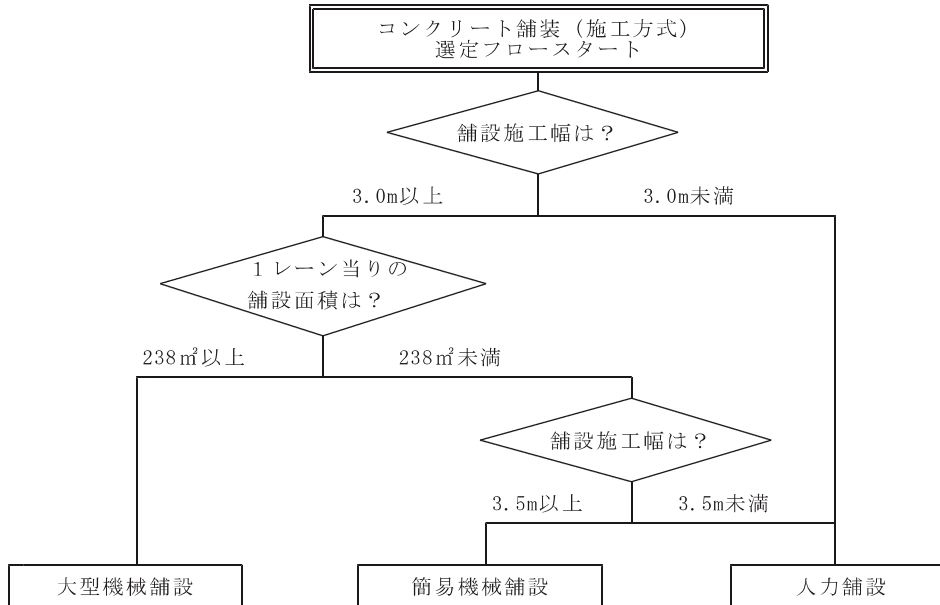 コンクリート舗装（施工方式）
選定フロースタート
舗設施工幅は？
3.0m以上
3.0m未満
１レーン当りの
舗設面積は？
238㎡以上
238㎡未満
舗設施工幅は？
3.5m以上
3.5m未満
大型機械舗設
簡易機械舗設
人力舗設